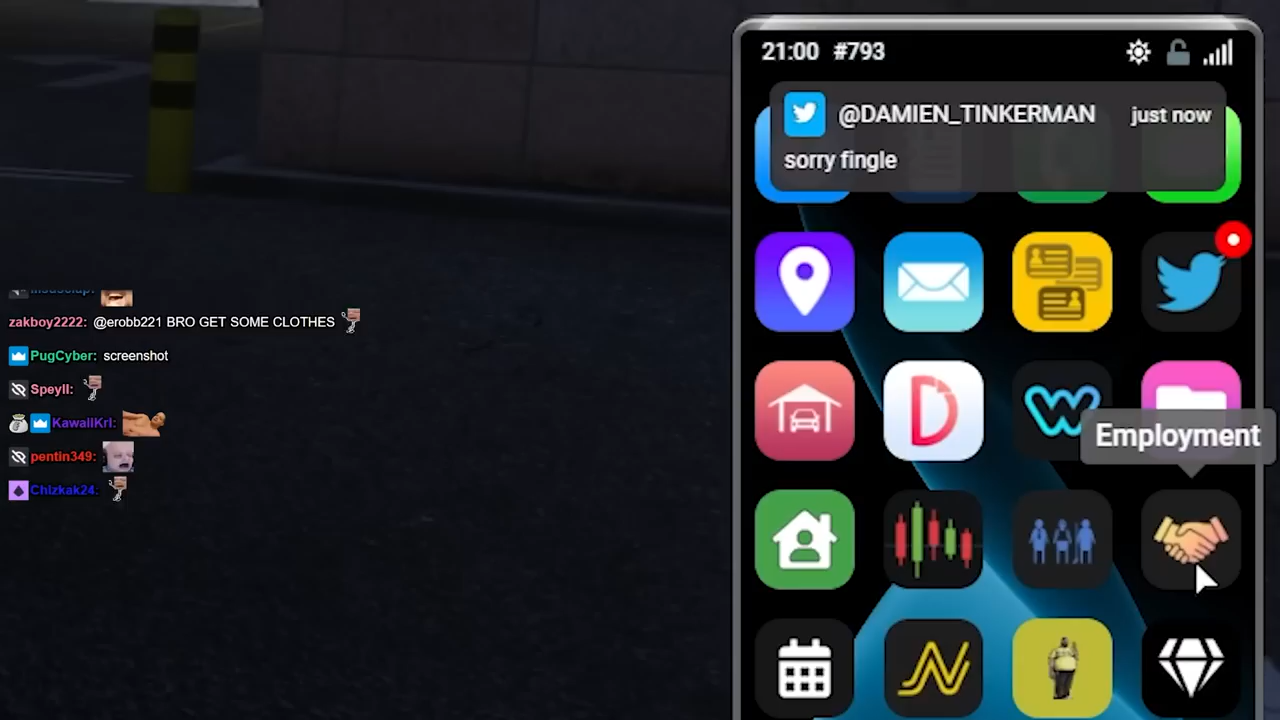 21:00 #793
@DAMIEN_TINKERMAN just now
sorry fingle
zakboy2222: @erobb221 BRO GET SOME CLOTHES
PugCyber: screenshot
Speyll:
KawaiiKrl:
pentin349:
Chizkak24:
Employment